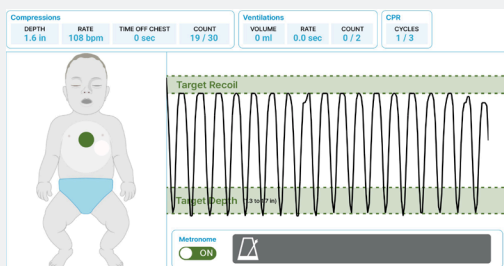 Compressions
DEPTH RATE TIME OFF CHEST COUNT
1.6 in 108 bpm 0 sec 19 / 30
Ventilations
VOLUME RATE COUNT
0 ml 0.0 sec 0 / 2
CPR
CYCLES
1 / 3
Target Recoil
Target Depth
Metronome
ON